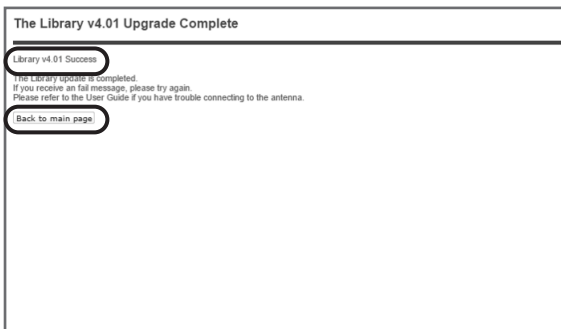 The Library v4.01 Upgrade Complete
Library v4.01 Success
The Library update is completed.
If you receive an fail message, please try again.
Please refer to the User Guide if you have trouble connecting to the antenna.
Back to main page